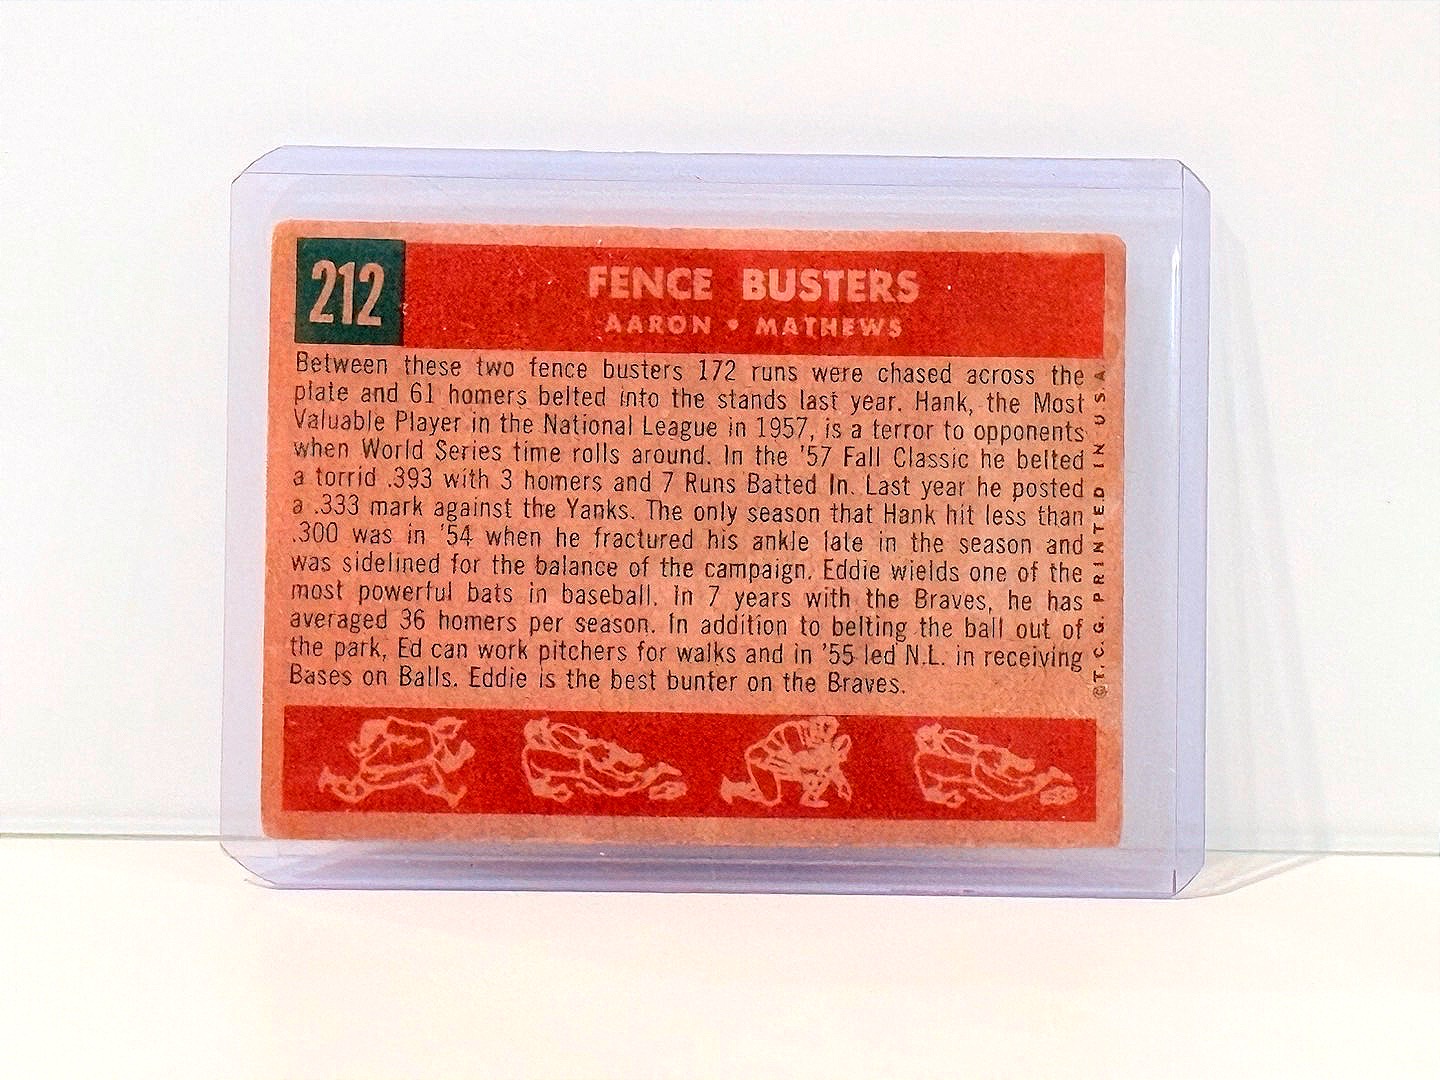 212
FENCE BUSTERS
AARON • MATHEWS
Between these two fence busters 172 runs were chased across the
plate and 61 homers belted into the stands last year. Hank, the Most
Valuable Player in the National League in 1957, is a terror to opponents
when World Series time rolls around. In the '57 Fall Classic he belted
a torrid .393 with 3 homers and 7 Runs Batted In. Last year he posted
a .333 mark against the Yanks. The only season that Hank hit less than
.300 was in '54 when he fractured his ankle late in the season and
was sidelined for the balance of the campaign. Eddie wields one of the
most powerful bats in baseball. In 7 years with the Braves, he has
averaged 36 homers per season. In addition to belting the ball out of
the park, Ed can work pitchers for walks and in '55 led N.L. in receiving
Bases on Balls. Eddie is the best bunter on the Braves.
©T.C.G. PRINTED IN U.S.A.